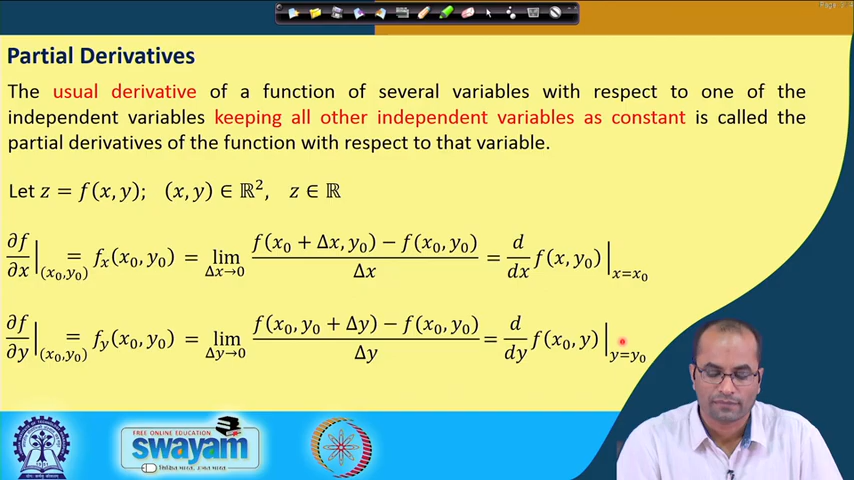 Partial Derivatives
The usual derivative of a function of several variables with respect to one of the
independent variables keeping all other independent variables as constant is called the
partial derivatives of the function with respect to that variable.
Let z = f(x, y); (x, y) ∈ ℝ², z ∈ ℝ
∂f/∂x |(x₀,y₀) = fₓ(x₀, y₀) = lim Δx→0 (f(x₀ + Δx, y₀) − f(x₀, y₀))/Δx = d/dx f(x, y₀) |x=x₀
∂f/∂y |(x₀,y₀) = f_y(x₀, y₀) = lim Δy→0 (f(x₀, y₀ + Δy) − f(x₀, y₀))/Δy = d/dy f(x₀, y) |y=y₀
FREE ONLINE EDUCATION
swayam